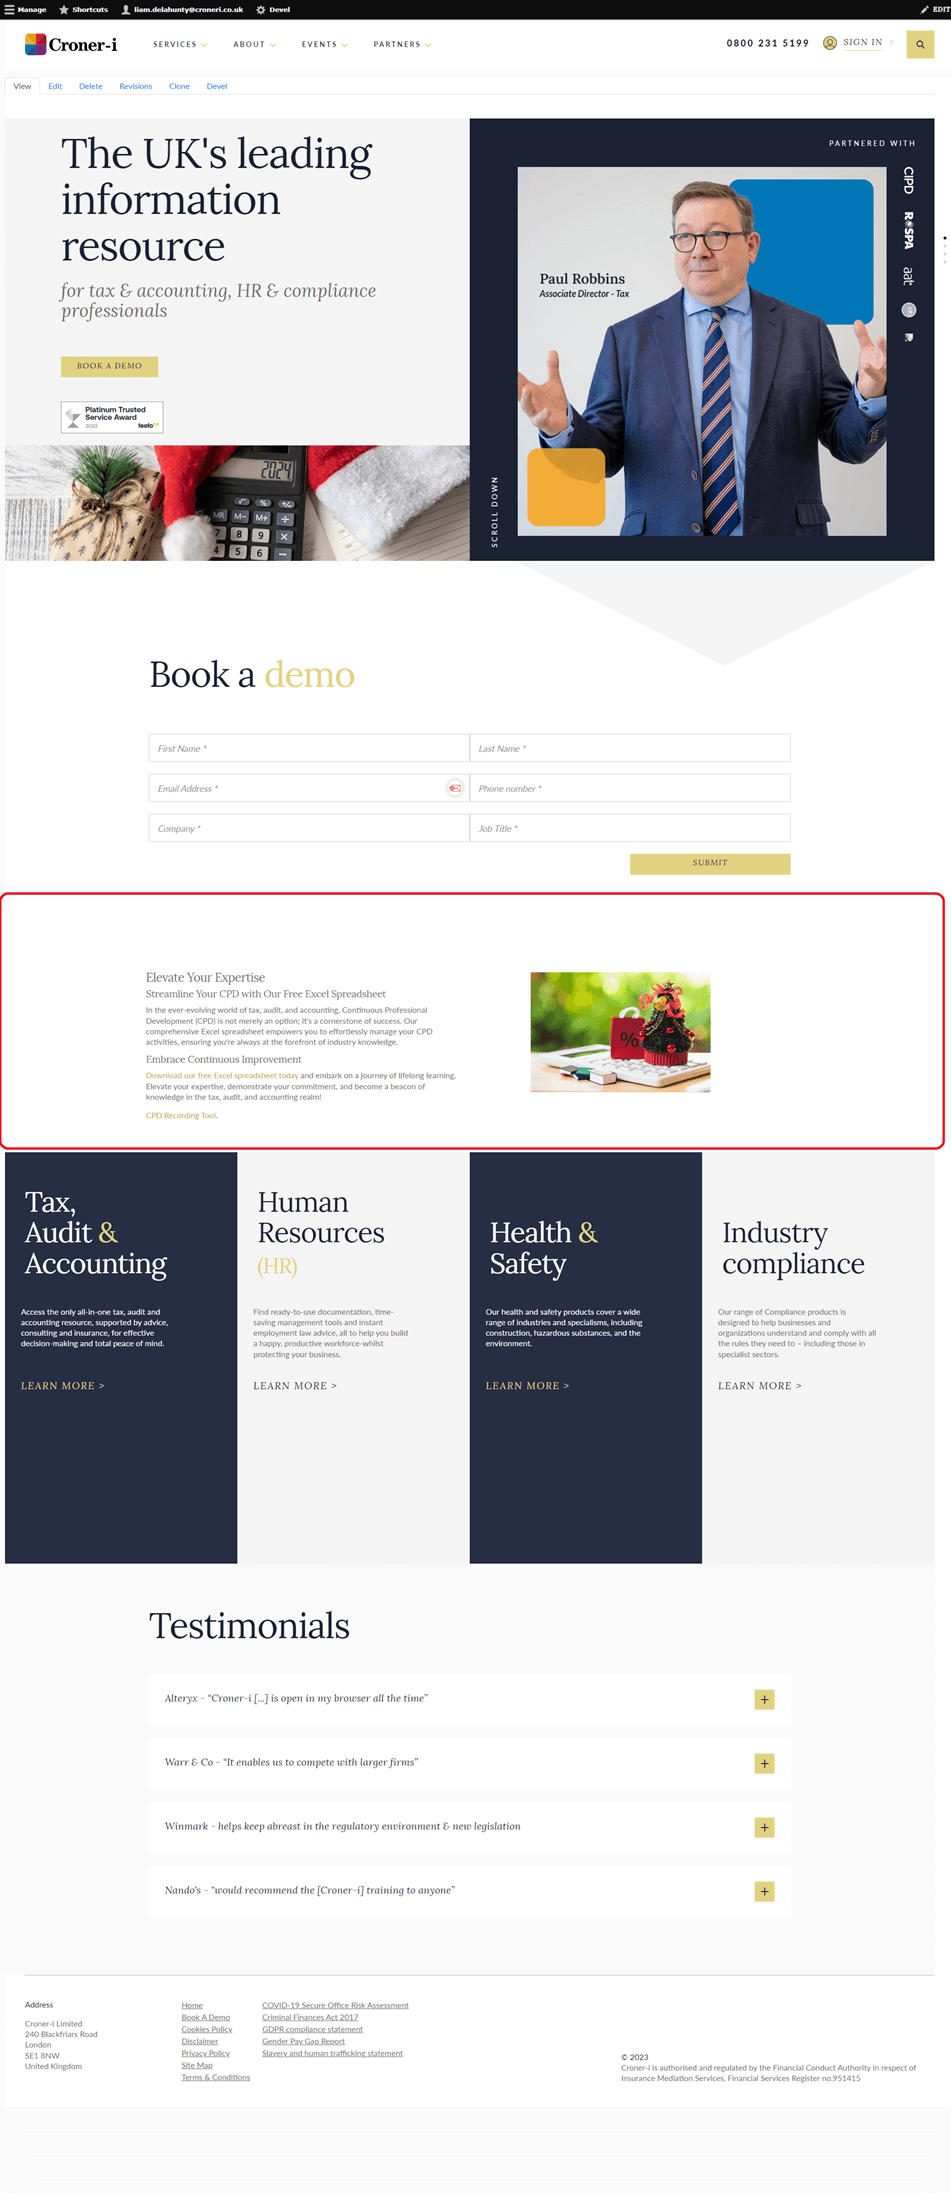 Manage Shortcuts liam.delahunty@croneri.co.uk Devel EDIT
Croner-i SERVICES ABOUT EVENTS PARTNERS 0800 231 5199 SIGN IN >
View Edit Delete Revisions Clone Devel
The UK's leading
information
resource
for tax & accounting, HR & compliance
professionals
BOOK A DEMO
Platinum Trusted
Service Award
2022 feefo
2024
MR M- M+ ÷
PARTNERED WITH
CIPD
RoSPA
aat
Paul Robbins
Associate Director - Tax
SCROLL DOWN
Book a demo
First Name *
Last Name *
Email Address *
Phone number *
Company *
Job Title *
SUBMIT
Elevate Your Expertise
Streamline Your CPD with Our Free Excel Spreadsheet
In the ever-evolving world of tax, audit, and accounting, Continuous Professional
Development (CPD) is not merely an option; it's a cornerstone of success. Our
comprehensive Excel spreadsheet empowers you to effortlessly manage your CPD
activities, ensuring you're always at the forefront of industry knowledge.
Embrace Continuous Improvement
Download our free Excel spreadsheet today and embark on a journey of lifelong learning.
Elevate your expertise, demonstrate your commitment, and become a beacon of
knowledge in the tax, audit, and accounting realm!
CPD Recording Tool.
%
Tax,
Audit &
Accounting
Access the only all-in-one tax, audit and
accounting resource, supported by advice,
consulting and insurance, for effective
decision-making and total peace of mind.
LEARN MORE >
Human
Resources
(HR)
Find ready-to-use documentation, time-
saving management tools and instant
employment law advice, all to help you build
a happy, productive workforce-whilst
protecting your business.
LEARN MORE >
Health &
Safety
Our health and safety products cover a wide
range of industries and specialisms, including
construction, hazardous substances, and the
environment.
LEARN MORE >
Industry
compliance
Our range of Compliance products is
designed to help businesses and
organizations understand and comply with all
the rules they need to – including those in
specialist sectors.
LEARN MORE >
Testimonials
Alteryx - “Croner-i [...] is open in my browser all the time”
Warr & Co - “It enables us to compete with larger firms”
Winmark - helps keep abreast in the regulatory environment & new legislation
Nando's - “would recommend the [Croner-i] training to anyone”
Address
Croner-I Limited
240 Blackfriars Road
London
SE1 8NW
United Kingdom
Home
Book A Demo
Cookies Policy
Disclaimer
Privacy Policy
Site Map
Terms & Conditions
COVID-19 Secure Office Risk Assessment
Criminal Finances Act 2017
GDPR compliance statement
Gender Pay Gap Report
Slavery and human trafficking statement
© 2023
Croner-i is authorised and regulated by the Financial Conduct Authority in respect of
Insurance Mediation Services, Financial Services Register no.951415